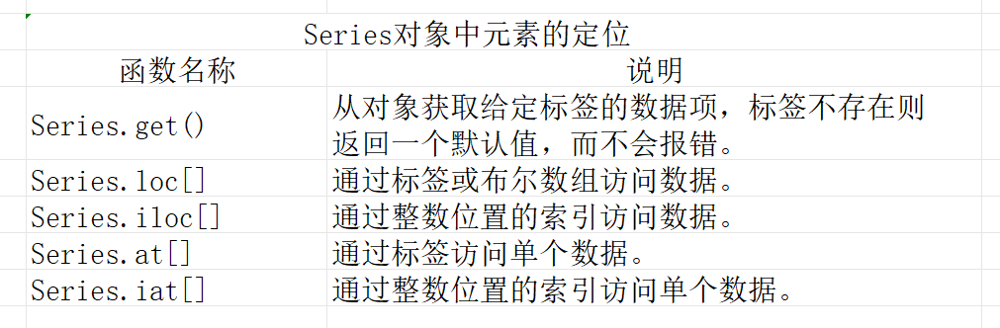 Series对象中元素的定位
函数名称 说明
Series.get() 从对象获取给定标签的数据项，标签不存在则
返回一个默认值，而不会报错。
Series.loc[] 通过标签或布尔数组访问数据。
Series.iloc[] 通过整数位置的索引访问数据。
Series.at[] 通过标签访问单个数据。
Series.iat[] 通过整数位置的索引访问单个数据。